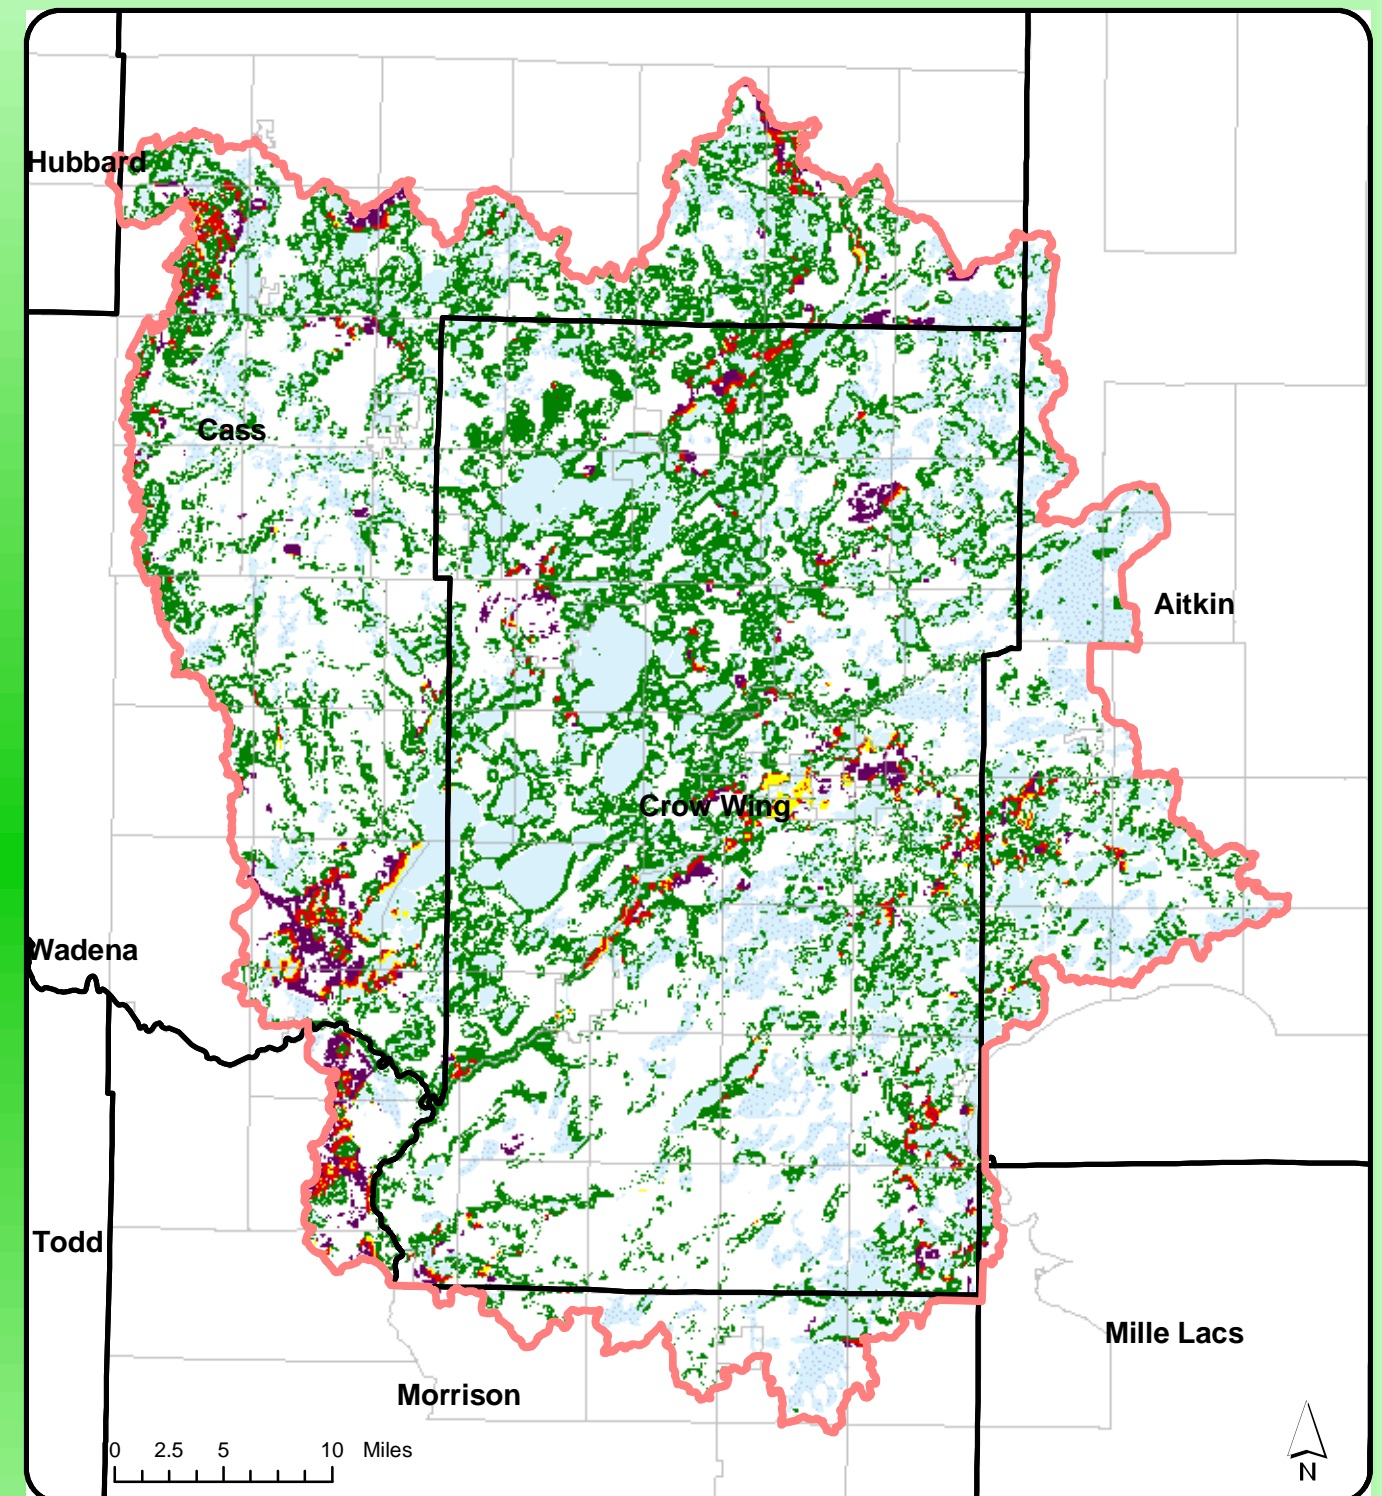 Hubbard
Cass
Aitkin
Crow Wing
Wadena
Todd
Mille Lacs
Morrison
0 2.5 5 10 Miles
N